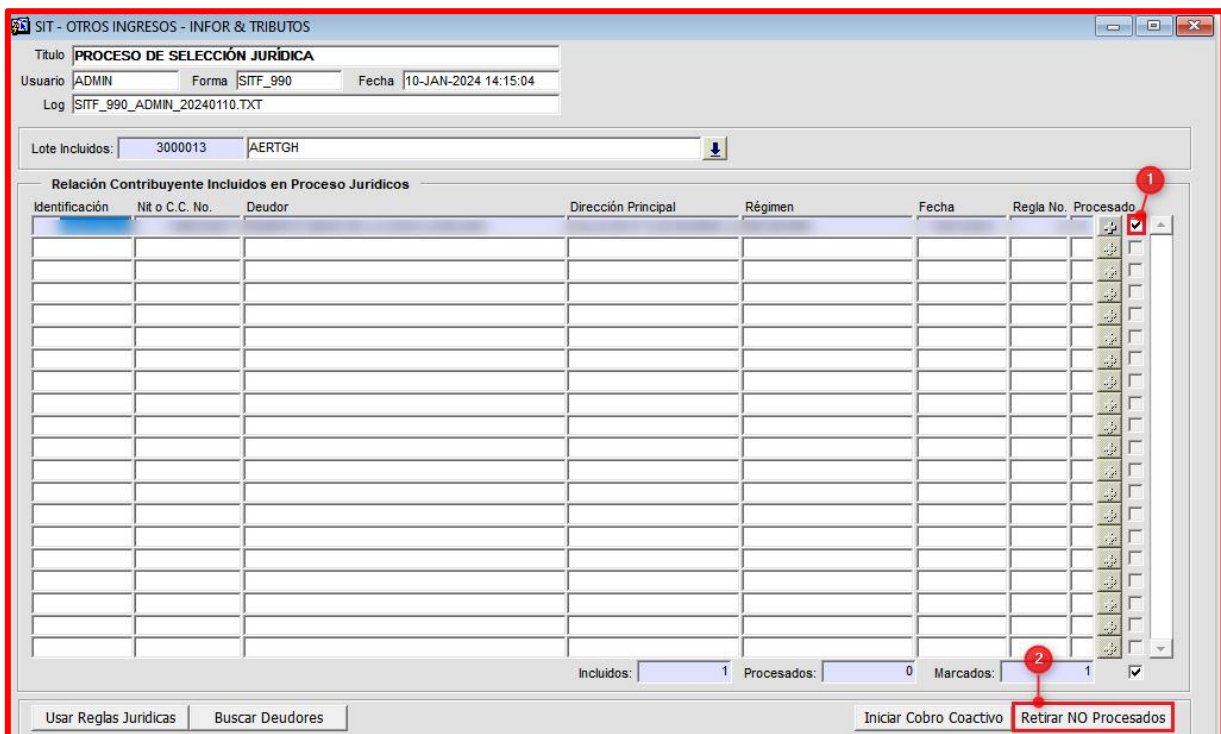 SIT - OTROS INGRESOS - INFOR & TRIBUTOS
Titulo PROCESO DE SELECCIÓN JURÍDICA
Usuario ADMIN Forma SITF_990 Fecha 10-JAN-2024 14:15:04
Log SITF_990_ADMIN_20240110.TXT
Lote Incluidos: 3000013 AERTGH
Relación Contribuyente Incluidos en Proceso Juridicos
1
Identificación Nit o C.C. No. Deudor Dirección Principal Régimen Fecha Regla No. Procesado
2
Incluidos: 1 Procesados: 0 Marcados: 1
Usar Reglas Juridicas Buscar Deudores Iniciar Cobro Coactivo Retirar NO Procesados